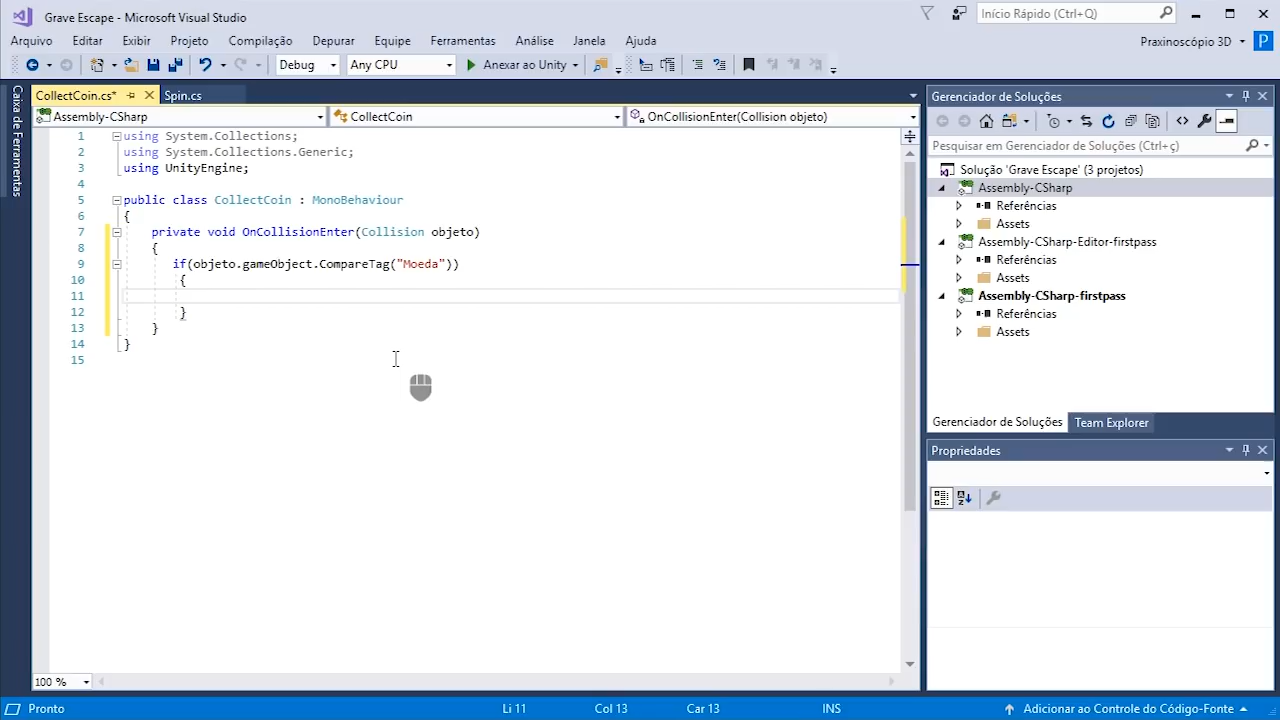 Grave Escape - Microsoft Visual Studio
Início Rápido (Ctrl+Q)
Arquivo Editar Exibir Projeto Compilação Depurar Equipe Ferramentas Análise Janela Ajuda
Praxinoscópio 3D P
Debug Any CPU Anexar ao Unity
Caixa de Ferramentas
CollectCoin.cs* Spin.cs
Assembly-CSharp CollectCoin OnCollisionEnter(Collision objeto)
1 using System.Collections;
2 using System.Collections.Generic;
3 using UnityEngine;
4
5 public class CollectCoin : MonoBehaviour
6 {
7 private void OnCollisionEnter(Collision objeto)
8 {
9 if(objeto.gameObject.CompareTag("Moeda"))
10 {
11
12 }
13 }
14 }
15
100 %
Gerenciador de Soluções
Pesquisar em Gerenciador de Soluções (Ctrl+ç)
Solução 'Grave Escape' (3 projetos)
Assembly-CSharp
Referências
Assets
Assembly-CSharp-Editor-firstpass
Referências
Assets
Assembly-CSharp-firstpass
Referências
Assets
Gerenciador de Soluções Team Explorer
Propriedades
Pronto Li 11 Col 13 Car 13 INS Adicionar ao Controle do Código-Fonte